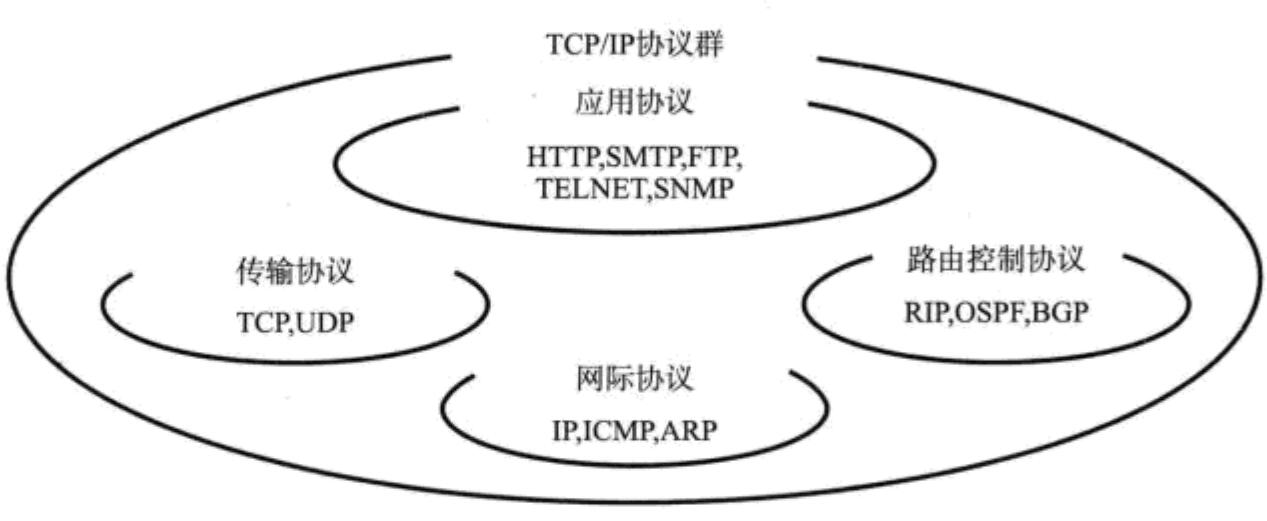 TCP/IP协议群
应用协议
HTTP,SMTP,FTP,
TELNET,SNMP
传输协议
TCP,UDP
路由控制协议
RIP,OSPF,BGP
网际协议
IP,ICMP,ARP